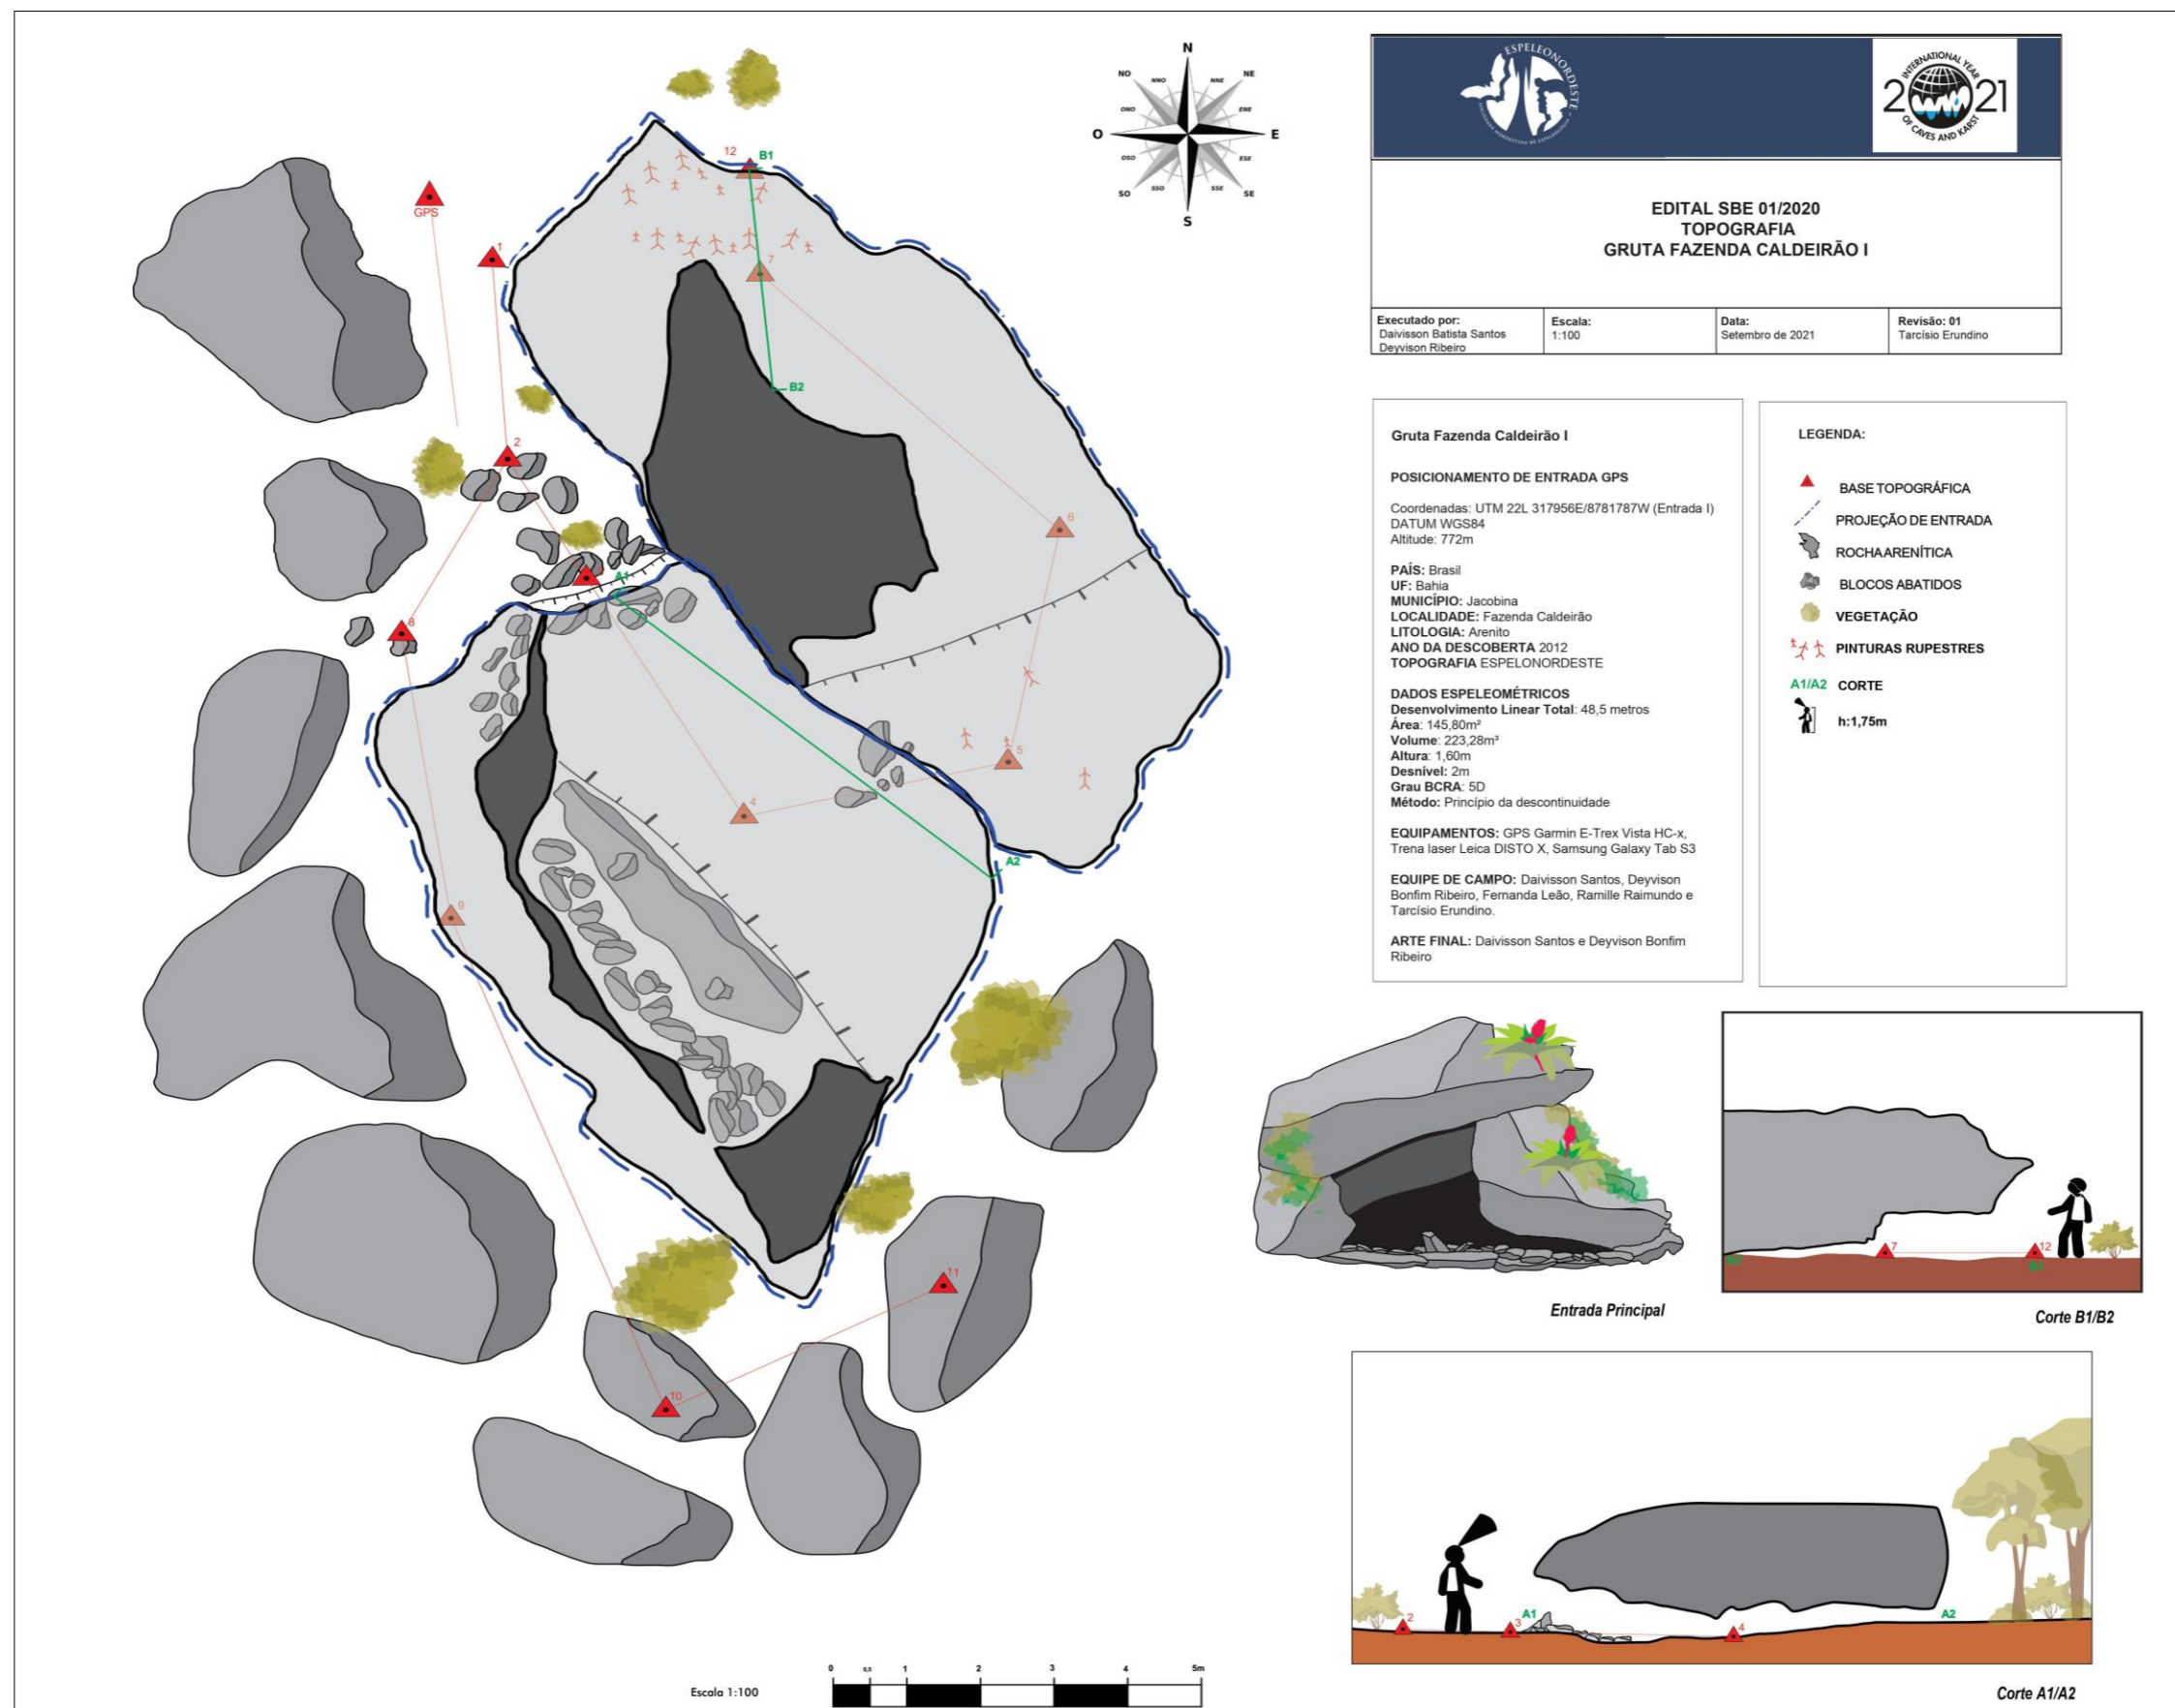 ESPELEONORDESTE
SOCIEDADE NORDESTINA DE ESPELEOLOGIA
INTERNATIONAL YEAR
2021
OF CAVES AND KARST
EDITAL SBE 01/2020
TOPOGRAFIA
GRUTA FAZENDA CALDEIRÃO I
Executado por:
Daivisson Batista Santos
Deyvison Ribeiro
Escala:
1:100
Data:
Setembro de 2021
Revisão: 01
Tarcísio Erundino
N
NNO
NNE
NO
NE
ONO
ENE
O
E
OSO
ESE
SO
SE
SSO
SSE
S
GPS
1
2
12
B1
7
B2
6
A1
8
5
4
A2
9
11
10
Gruta Fazenda Caldeirão I
POSICIONAMENTO DE ENTRADA GPS
Coordenadas: UTM 22L 317956E/8781787W (Entrada I)
DATUM WGS84
Altitude: 772m
PAÍS: Brasil
UF: Bahia
MUNICÍPIO: Jacobina
LOCALIDADE: Fazenda Caldeirão
LITOLOGIA: Arenito
ANO DA DESCOBERTA 2012
TOPOGRAFIA ESPELONORDESTE
DADOS ESPELEOMÉTRICOS
Desenvolvimento Linear Total: 48,5 metros
Área: 145,80m²
Volume: 223,28m³
Altura: 1,60m
Desnível: 2m
Grau BCRA: 5D
Método: Princípio da descontinuidade
EQUIPAMENTOS: GPS Garmin E-Trex Vista HC-x,
Trena laser Leica DISTO X, Samsung Galaxy Tab S3
EQUIPE DE CAMPO: Daivisson Santos, Deyvison
Bonfim Ribeiro, Fernanda Leão, Ramille Raimundo e
Tarcísio Erundino.
ARTE FINAL: Daivisson Santos e Deyvison Bonfim
Ribeiro
LEGENDA:
BASE TOPOGRÁFICA
PROJEÇÃO DE ENTRADA
ROCHA ARENÍTICA
BLOCOS ABATIDOS
VEGETAÇÃO
PINTURAS RUPESTRES
A1/A2 CORTE
h:1,75m
Entrada Principal
7
12
B2
B1
Corte B1/B2
2
3
A1
4
A2
Corte A1/A2
Escala 1:100
0 0,5 1 2 3 4 5m